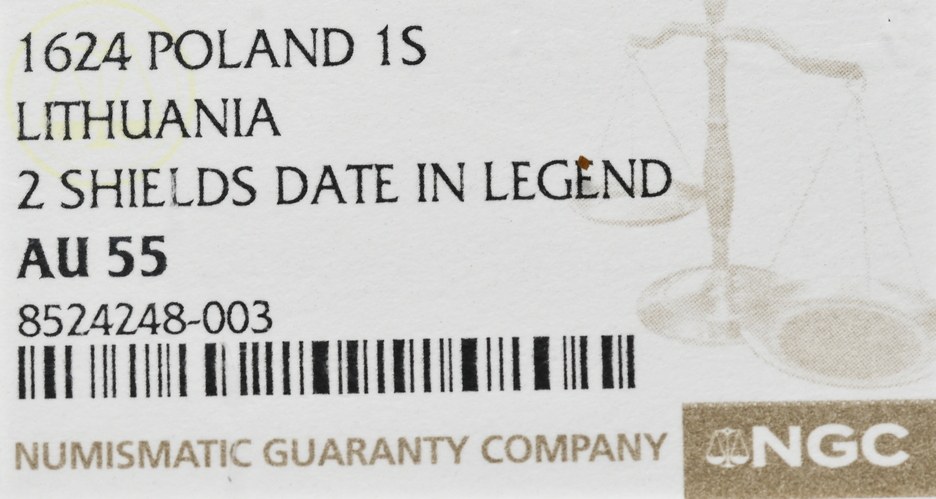 1624 POLAND 1S
LITHUANIA
2 SHIELDS DATE IN LEGEND
AU 55
8524248-003
NUMISMATIC GUARANTY COMPANY
NGC